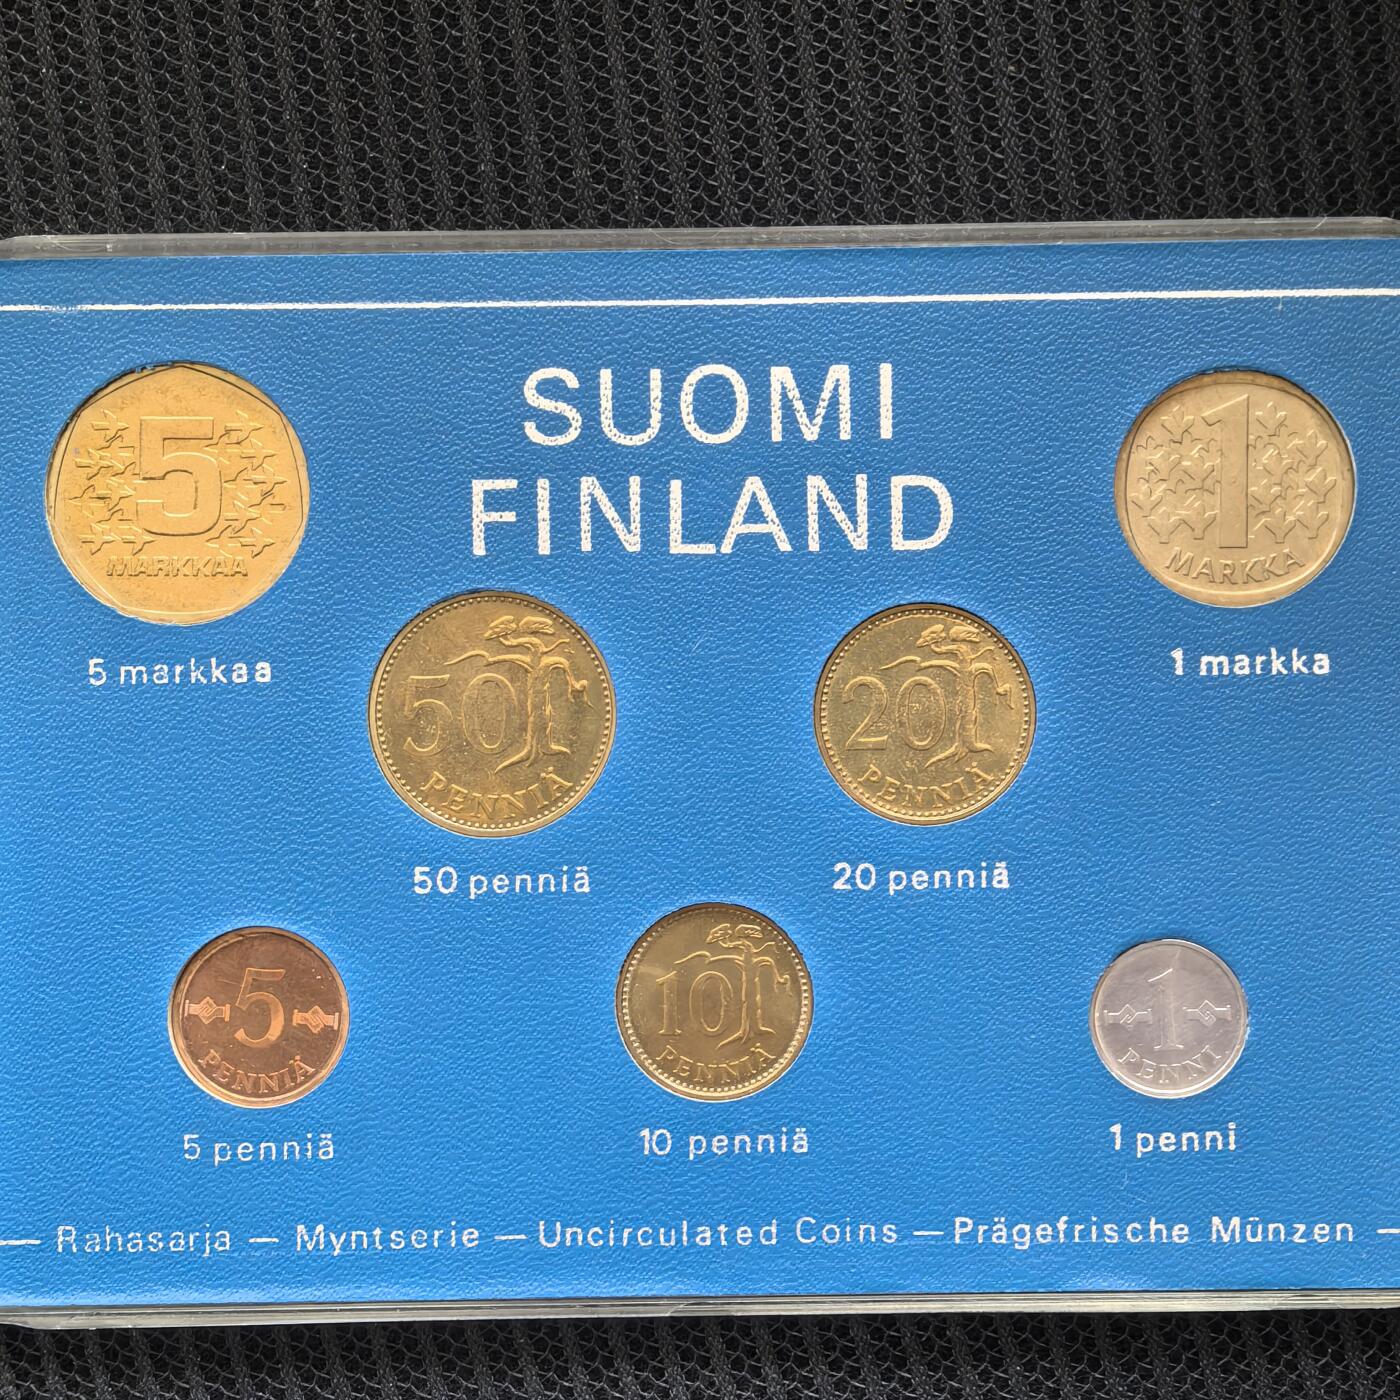 SUOMI
FINLAND
5
MARKKAA
1
MARKKA
5 markkaa
1 markka
50
PENNIÄ
20
PENNIÄ
50 penniä
20 penniä
5
PENNIÄ
10
PENNIÄ
1
PENNI
5 penniä
10 penniä
1 penni
— Rahasarja — Myntserie — Uncirculated Coins — Prägefrische Münzen —